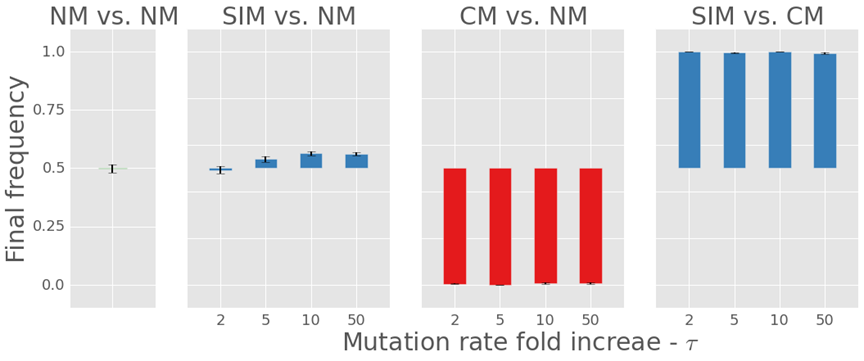 NM vs. NM
SIM vs. NM
CM vs. NM
SIM vs. CM
Final frequency
1.0
0.75
0.5
0.25
0.0
2 5 10 50
2 5 10 50
2 5 10 50
Mutation rate fold increae - τ